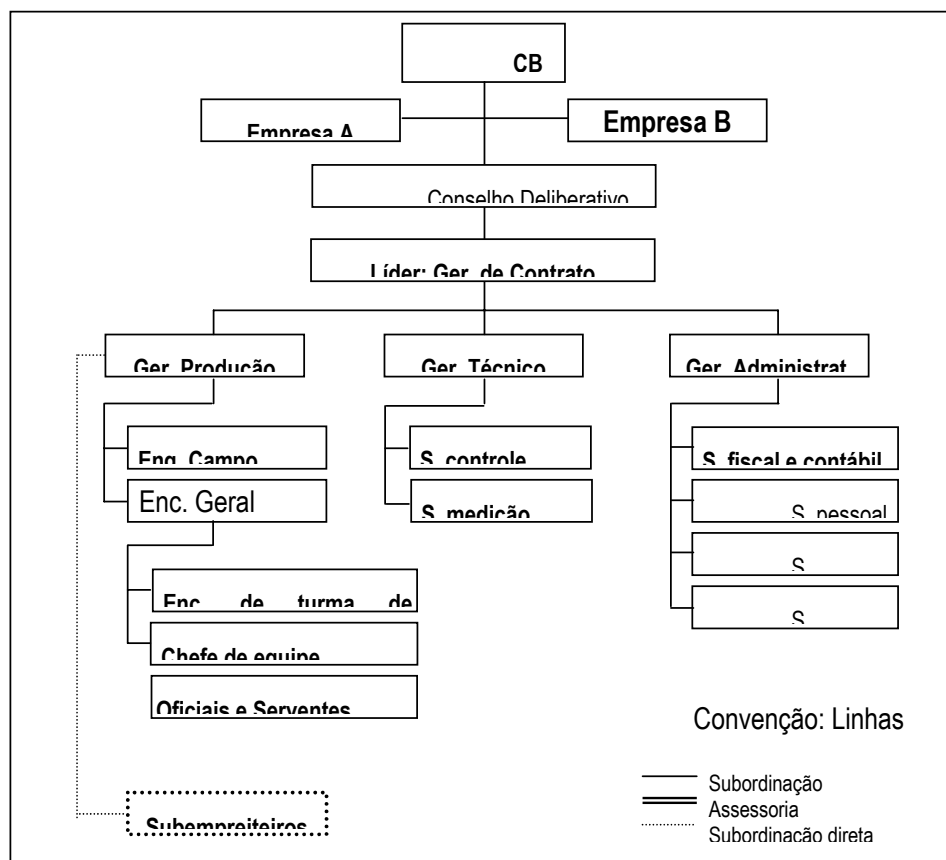 CB
Empresa A
Empresa B
Conselho Deliberativo
Líder: Ger. de Contrato
Ger. Produção
Ger. Técnico
Ger. Administrat
Eng. Campo
S. controle
S. fiscal e contábil
Enc. Geral
S. medição
S. pessoal
S
S
Enc. de turma de
Chefe de equipe
Oficiais e Serventes
Subempreiteiros
Convenção: Linhas
Subordinação
Assessoria
Subordinação direta